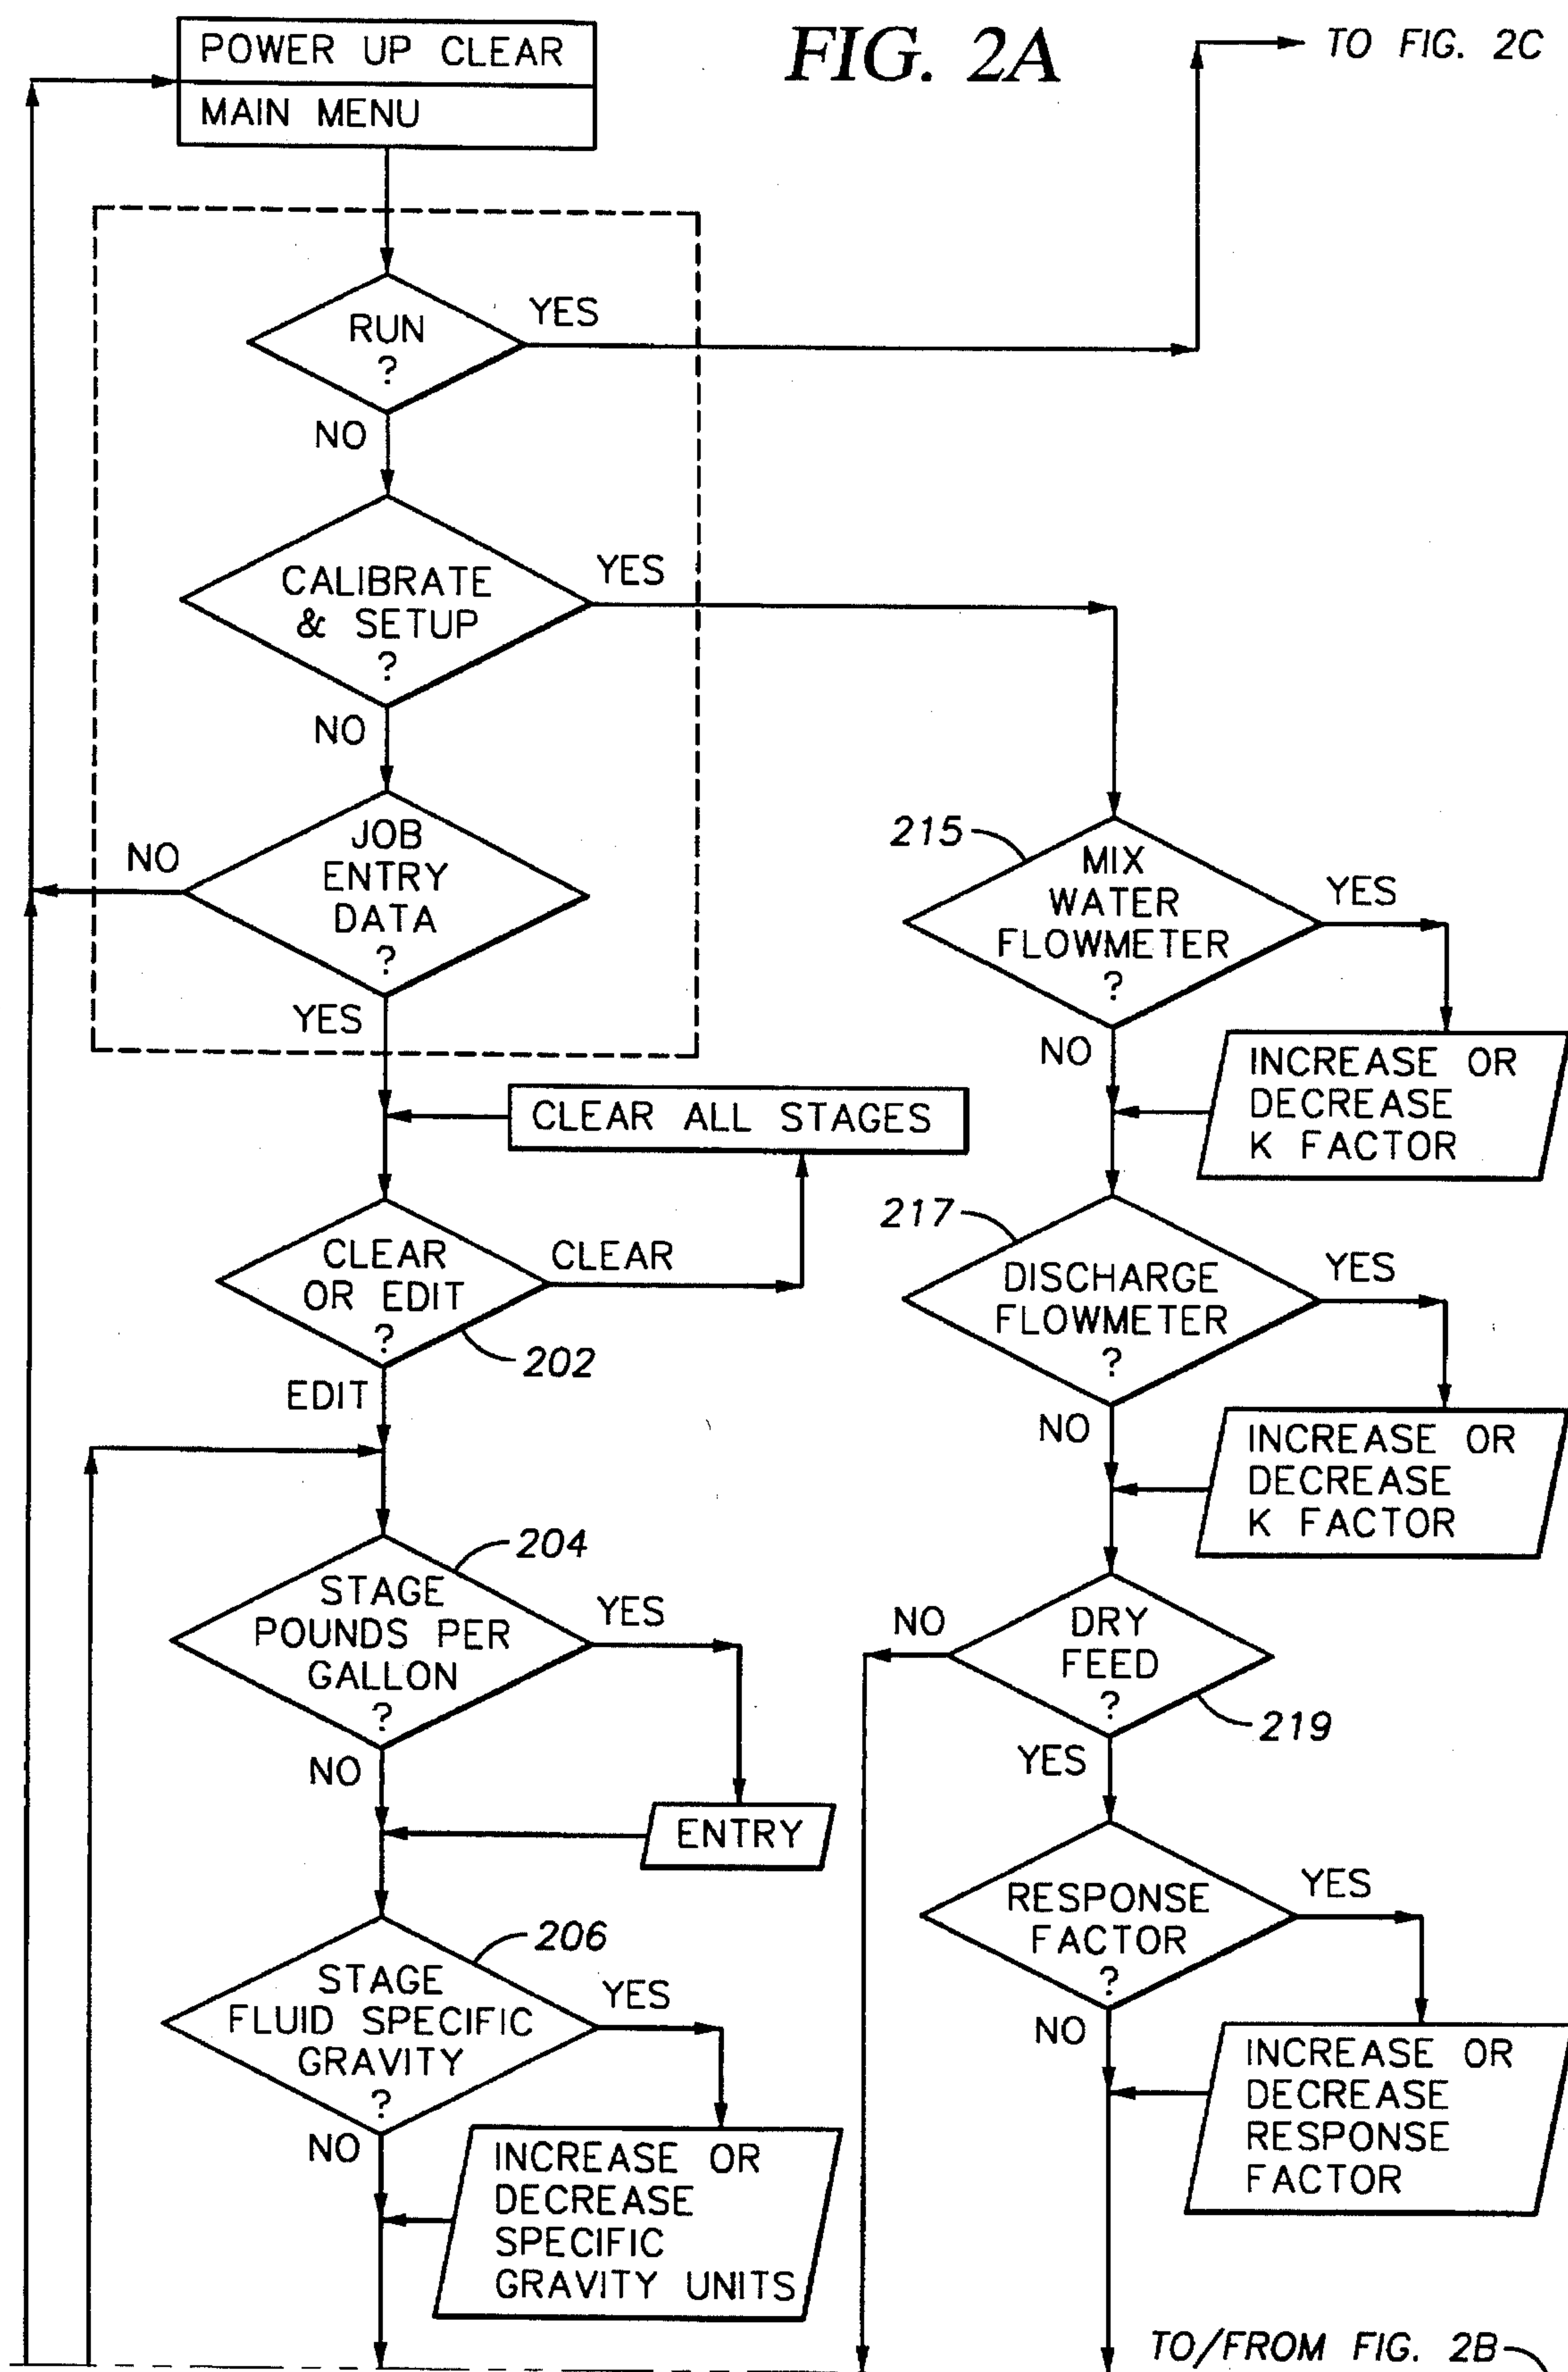 FIG. 2A
TO FIG. 2C
POWER UP CLEAR
MAIN MENU
RUN
?
YES
NO
CALIBRATE
& SETUP
?
YES
NO
JOB
ENTRY
DATA
?
NO
YES
CLEAR ALL STAGES
CLEAR
OR EDIT
?
CLEAR
202
EDIT
204
STAGE
POUNDS PER
GALLON
?
YES
NO
ENTRY
206
STAGE
FLUID SPECIFIC
GRAVITY
?
YES
NO
INCREASE OR
DECREASE
SPECIFIC
GRAVITY UNITS
215
MIX
WATER
FLOWMETER
?
YES
NO
INCREASE OR
DECREASE
K FACTOR
217
DISCHARGE
FLOWMETER
?
YES
NO
INCREASE OR
DECREASE
K FACTOR
DRY
FEED
?
NO
219
YES
RESPONSE
FACTOR
?
YES
NO
INCREASE OR
DECREASE
RESPONSE
FACTOR
TO/FROM FIG. 2B